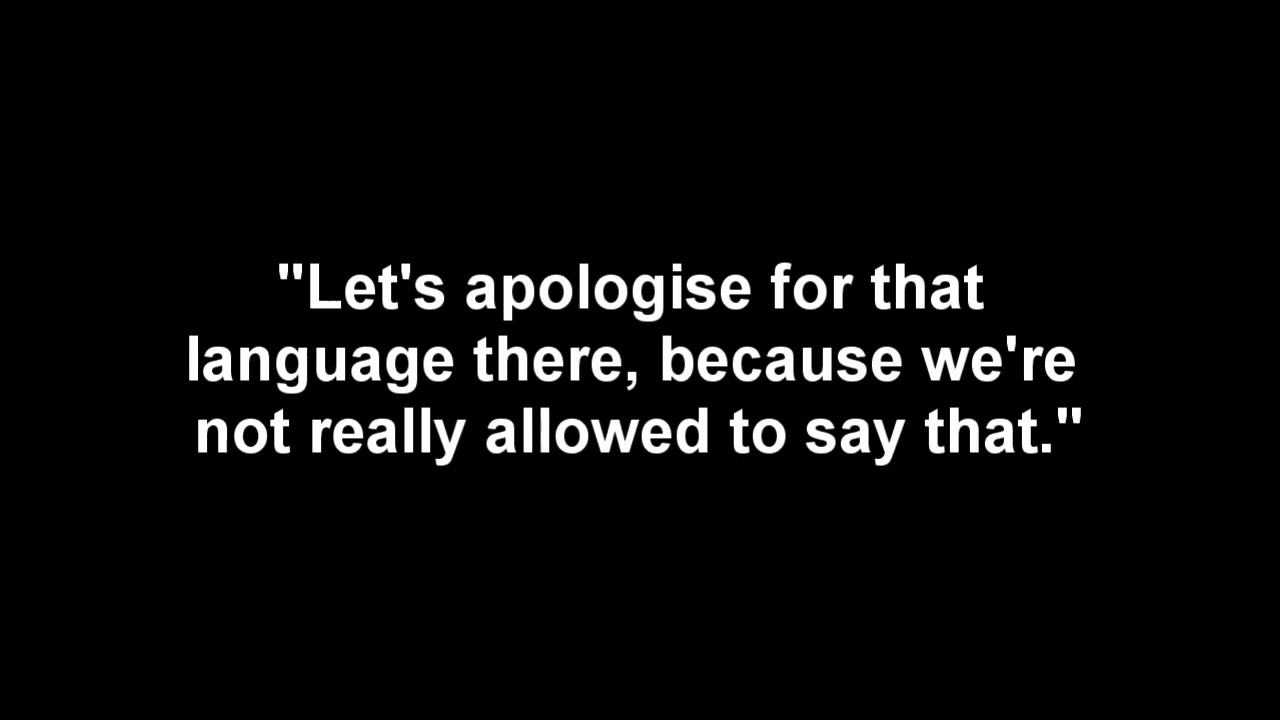 "Let's apologise for that
language there, because we're
not really allowed to say that."